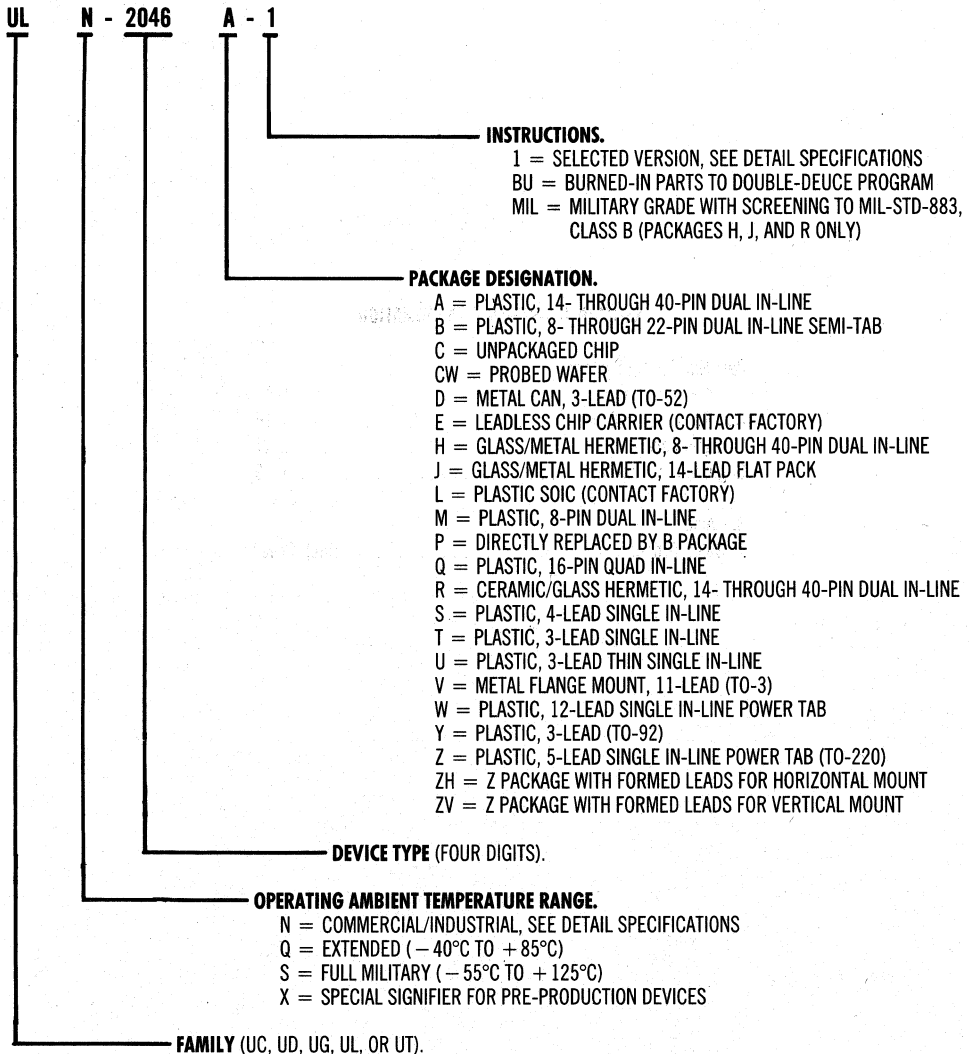 UL N - 2046 A - 1
INSTRUCTIONS.
1 = SELECTED VERSION, SEE DETAIL SPECIFICATIONS
BU = BURNED-IN PARTS TO DOUBLE-DEUCE PROGRAM
MIL = MILITARY GRADE WITH SCREENING TO MIL-STD-883,
CLASS B (PACKAGES H, J, AND R ONLY)
PACKAGE DESIGNATION.
A = PLASTIC, 14- THROUGH 40-PIN DUAL IN-LINE
B = PLASTIC, 8- THROUGH 22-PIN DUAL IN-LINE SEMI-TAB
C = UNPACKAGED CHIP
CW = PROBED WAFER
D = METAL CAN, 3-LEAD (TO-52)
E = LEADLESS CHIP CARRIER (CONTACT FACTORY)
H = GLASS/METAL HERMETIC, 8- THROUGH 40-PIN DUAL IN-LINE
J = GLASS/METAL HERMETIC, 14-LEAD FLAT PACK
L = PLASTIC SOIC (CONTACT FACTORY)
M = PLASTIC, 8-PIN DUAL IN-LINE
P = DIRECTLY REPLACED BY B PACKAGE
Q = PLASTIC, 16-PIN QUAD IN-LINE
R = CERAMIC/GLASS HERMETIC, 14- THROUGH 40-PIN DUAL IN-LINE
S = PLASTIC, 4-LEAD SINGLE IN-LINE
T = PLASTIC, 3-LEAD SINGLE IN-LINE
U = PLASTIC, 3-LEAD THIN SINGLE IN-LINE
V = METAL FLANGE MOUNT, 11-LEAD (TO-3)
W = PLASTIC, 12-LEAD SINGLE IN-LINE POWER TAB
Y = PLASTIC, 3-LEAD (TO-92)
Z = PLASTIC, 5-LEAD SINGLE IN-LINE POWER TAB (TO-220)
ZH = Z PACKAGE WITH FORMED LEADS FOR HORIZONTAL MOUNT
ZV = Z PACKAGE WITH FORMED LEADS FOR VERTICAL MOUNT
DEVICE TYPE (FOUR DIGITS).
OPERATING AMBIENT TEMPERATURE RANGE.
N = COMMERCIAL/INDUSTRIAL, SEE DETAIL SPECIFICATIONS
Q = EXTENDED (−40°C TO +85°C)
S = FULL MILITARY (−55°C TO +125°C)
X = SPECIAL SIGNIFIER FOR PRE-PRODUCTION DEVICES
FAMILY (UC, UD, UG, UL, OR UT).